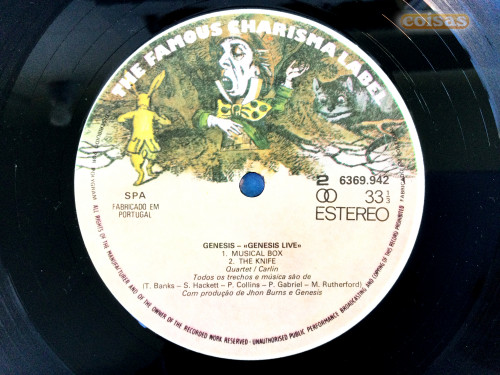 coisas
THE FAMOUS CHARISMA LABEL
SPA
FABRICADO EM
PORTUGAL
2 6369.942
33 1/3
ESTEREO
GENESIS – «GENESIS LIVE»
1. MUSICAL BOX
2. THE KNIFE
Quartet / Carlin
Todos os trechos e música são de
(T. Banks – S. Hackett – P. Collins – P. Gabriel – M. Rutherford)
Com produção de Jhon Burns e Genesis
ALL RIGHTS OF THE MANUFACTURER AND OF THE OWNER OF THE RECORDED WORK RESERVED - UNAUTHORISED PUBLIC PERFORMANCE BROADCASTING AND COPYING OF THIS RECORD PROHIBITED